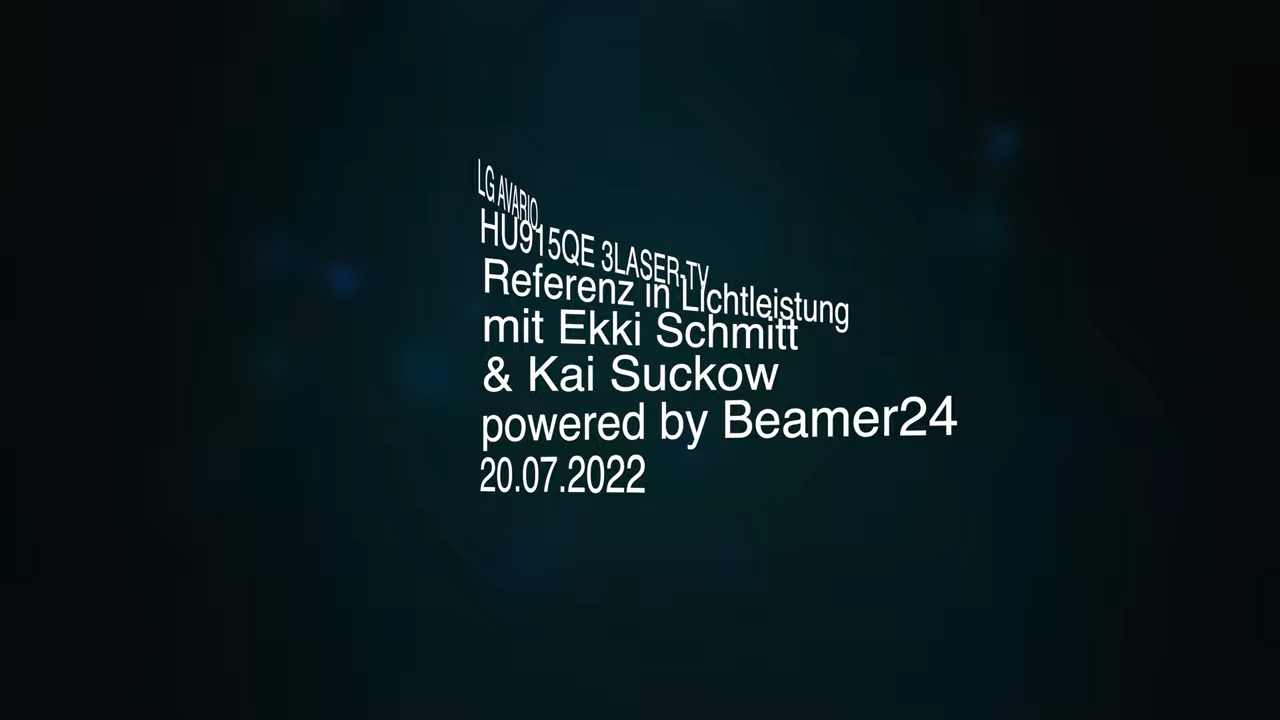 LG AVARIO
HU915QE 3LASER-TV
Referenz in Lichtleistung
mit Ekki Schmitt
& Kai Suckow
powered by Beamer24
20.07.2022